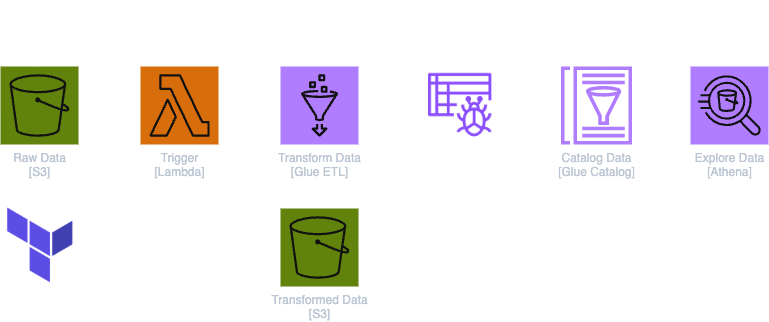 Raw Data
[S3]
Trigger
[Lambda]
Transform Data
[Glue ETL]
Catalog Data
[Glue Catalog]
Explore Data
[Athena]
Transformed Data
[S3]